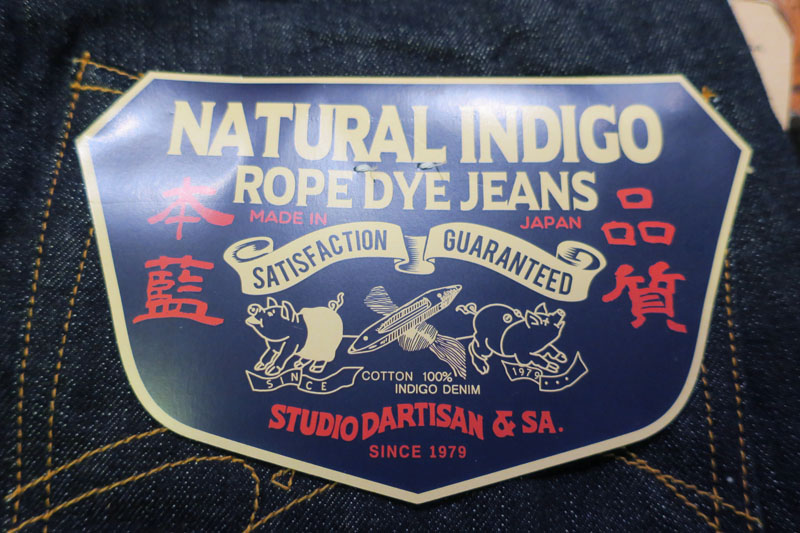 NATURAL INDIGO
ROPE DYE JEANS
MADE IN JAPAN
本藍
品質
SATISFACTION GUARANTEED
SINCE
1979
COTTON 100%
INDIGO DENIM
STUDIO DARTISAN & SA.
SINCE 1979